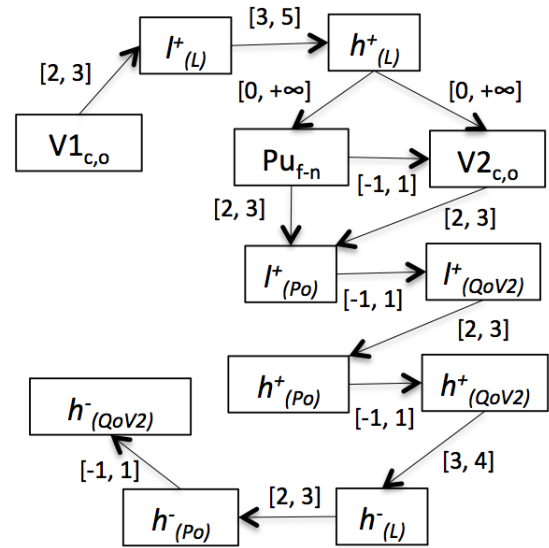 [3, 5]
l⁺(L)
h⁺(L)
[2, 3]
[0, +∞]
[0, +∞]
V1c,o
Puf-n
V2c,o
[-1, 1]
[2, 3]
[2, 3]
l⁺(Po)
l⁺(QoV2)
[-1, 1]
[2, 3]
h⁺(Po)
h⁺(QoV2)
h⁻(QoV2)
[-1, 1]
[3, 4]
[-1, 1]
[2, 3]
h⁻(Po)
h⁻(L)